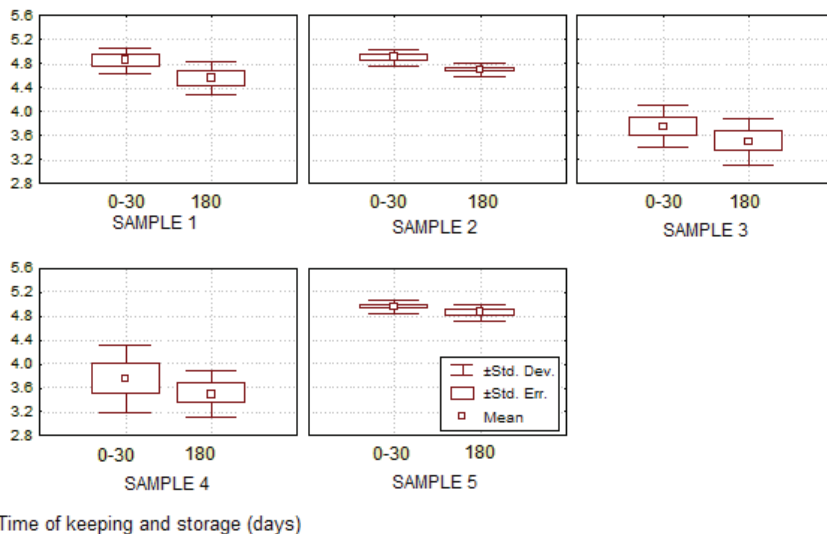 5.6
5.2
4.8
4.4
4.0
3.6
3.2
2.8
0-30 180
SAMPLE 1
0-30 180
SAMPLE 2
0-30 180
SAMPLE 3
5.6
5.2
4.8
4.4
4.0
3.6
3.2
2.8
0-30 180
SAMPLE 4
±Std. Dev.
±Std. Err.
Mean
0-30 180
SAMPLE 5
Time of keeping and storage (days)